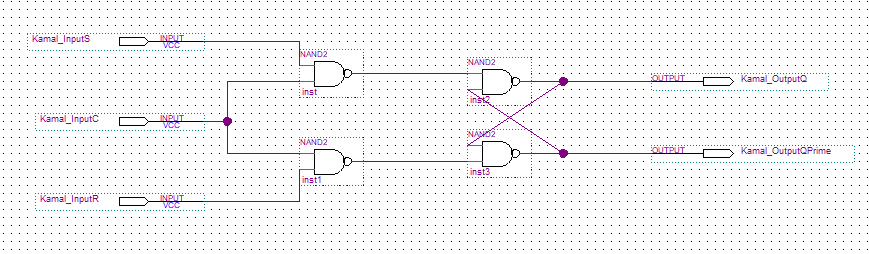 Kamal_InputS
INPUT
VCC
NAND2
inst
NAND2
inst2
OUTPUT
Kamal_OutputQ
Kamal_InputC
INPUT
VCC
NAND2
inst1
NAND2
inst3
OUTPUT
Kamal_OutputQPrime
Kamal_InputR
INPUT
VCC